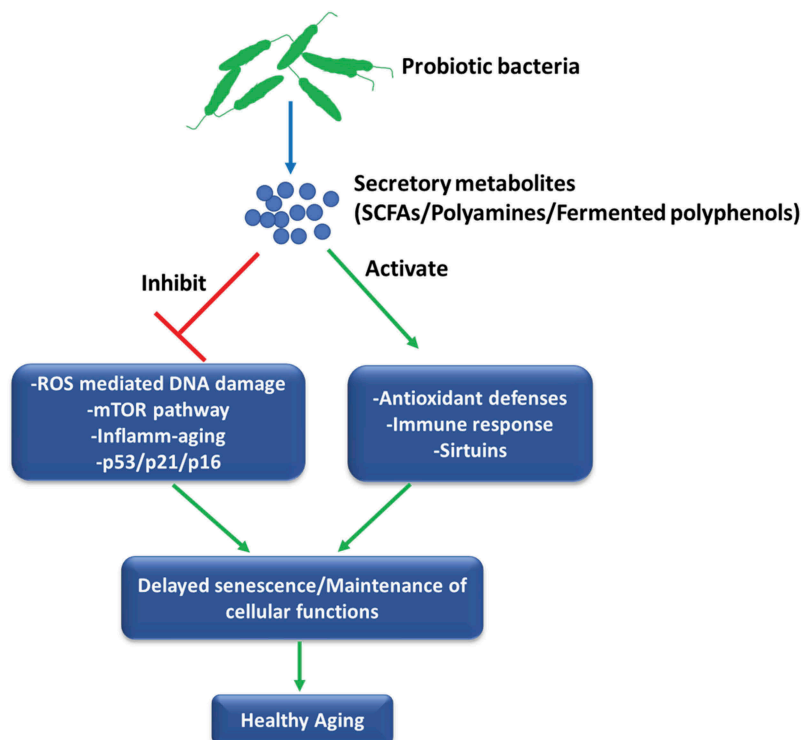 Probiotic bacteria
Secretory metabolites
(SCFAs/Polyamines/Fermented polyphenols)
Inhibit
Activate
-ROS mediated DNA damage
-mTOR pathway
-Inflamm-aging
-p53/p21/p16
-Antioxidant defenses
-Immune response
-Sirtuins
Delayed senescence/Maintenance of
cellular functions
Healthy Aging